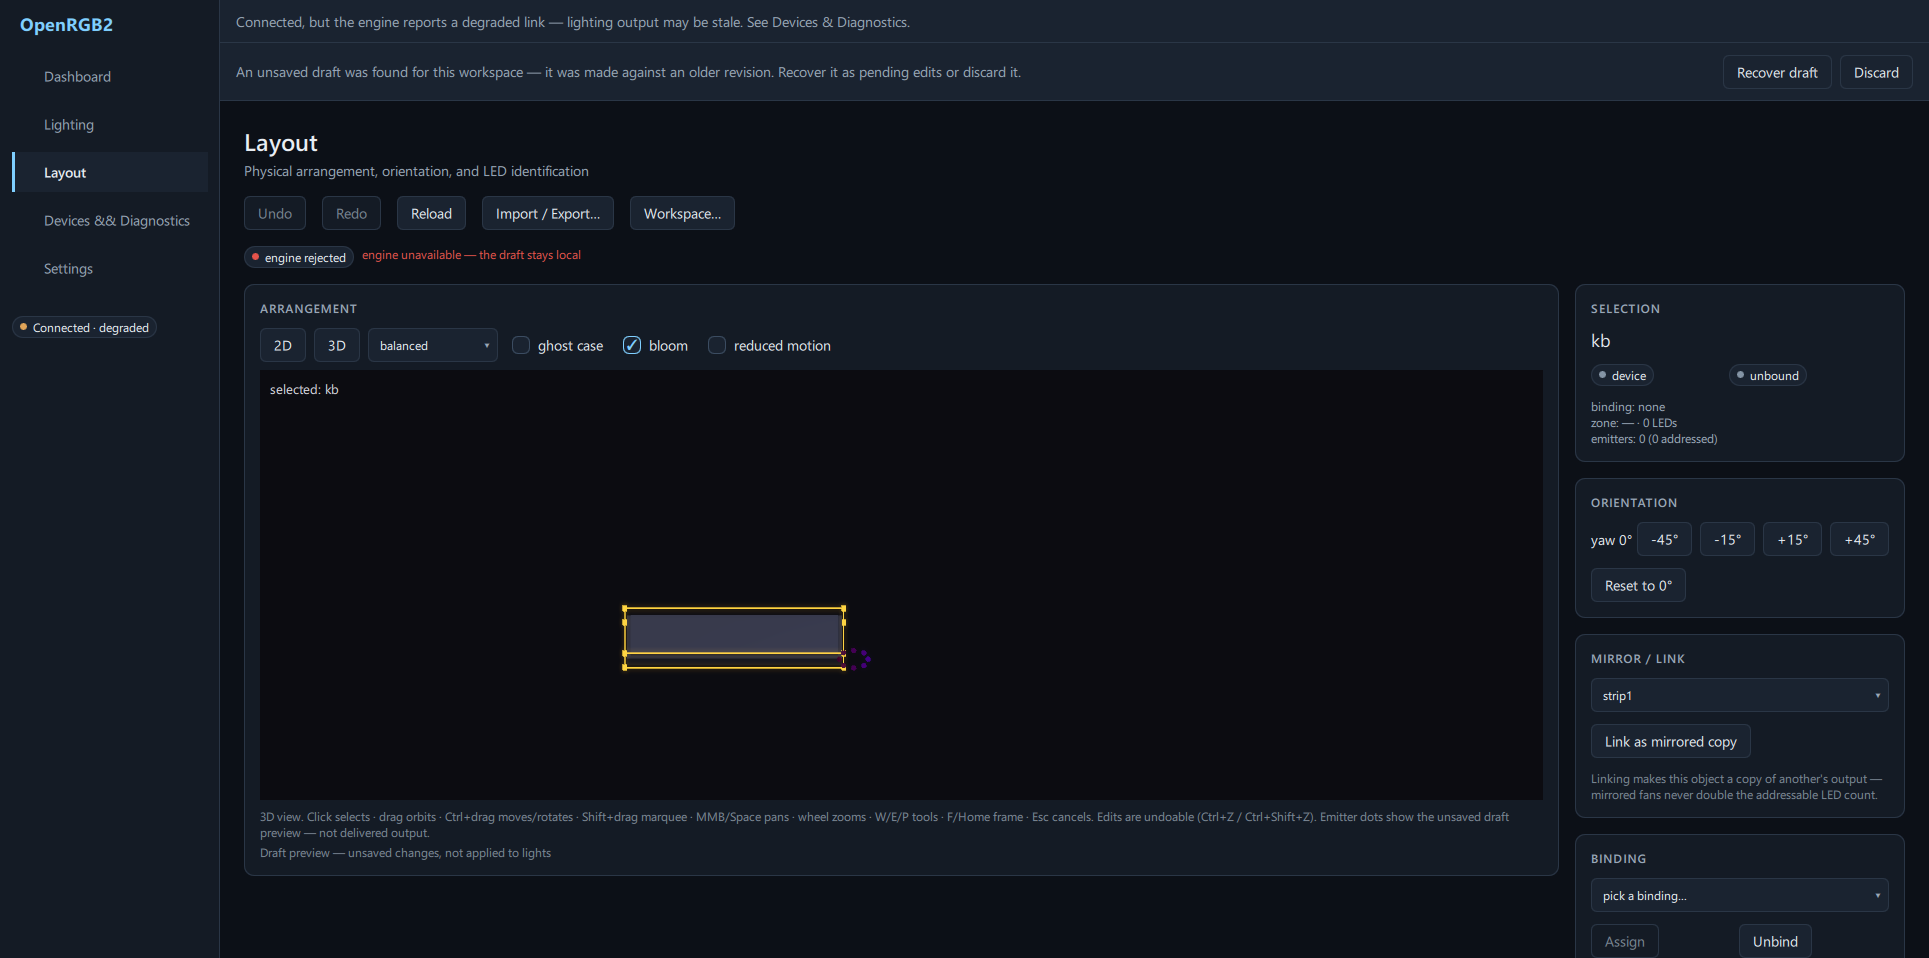 OpenRGB2
Dashboard
Lighting
Layout
Devices && Diagnostics
Settings
Connected · degraded
Connected, but the engine reports a degraded link — lighting output may be stale. See Devices & Diagnostics.
An unsaved draft was found for this workspace — it was made against an older revision. Recover it as pending edits or discard it.
Recover draft
Discard
Layout
Physical arrangement, orientation, and LED identification
Undo
Redo
Reload
Import / Export...
Workspace...
engine rejected
engine unavailable — the draft stays local
ARRANGEMENT
2D
3D
balanced
ghost case
bloom
reduced motion
selected: kb
3D view. Click selects · drag orbits · Ctrl+drag moves/rotates · Shift+drag marquee · MMB/Space pans · wheel zooms · W/E/P tools · F/Home frame · Esc cancels. Edits are undoable (Ctrl+Z / Ctrl+Shift+Z). Emitter dots show the unsaved draft
preview — not delivered output.
Draft preview — unsaved changes, not applied to lights
SELECTION
kb
device
unbound
binding: none
zone: — · 0 LEDs
emitters: 0 (0 addressed)
ORIENTATION
yaw 0°
-45°
-15°
+15°
+45°
Reset to 0°
MIRROR / LINK
strip1
Link as mirrored copy
Linking makes this object a copy of another's output —
mirrored fans never double the addressable LED count.
BINDING
pick a binding...
Assign
Unbind